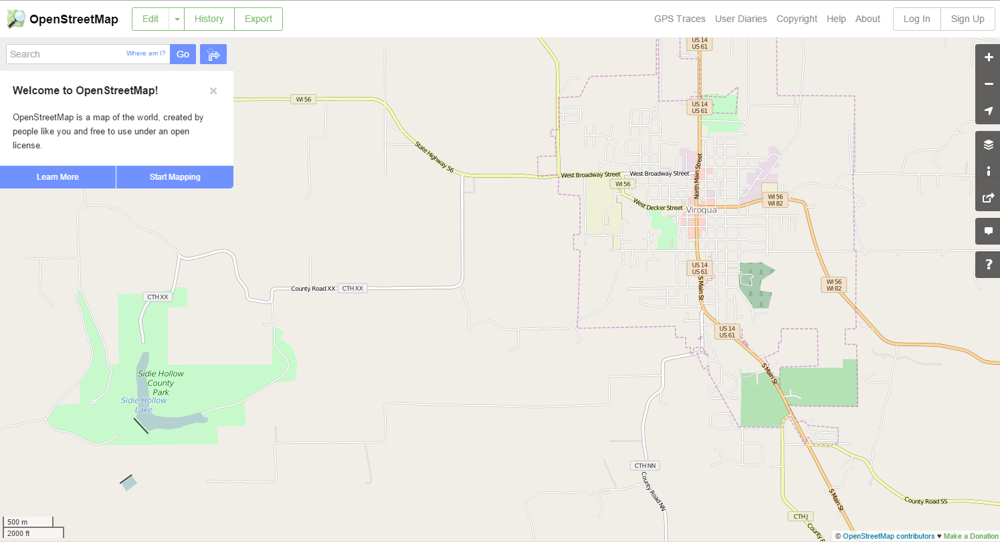 OpenStreetMap
Edit
History
Export
GPS Traces
User Diaries
Copyright
Help
About
Log In
Sign Up
Search
Where am I?
Go
Welcome to OpenStreetMap!
×
OpenStreetMap is a map of the world, created by
people like you and free to use under an open
license.
Learn More
Start Mapping
US 14
US 61
WI 56
US 14
US 61
State Highway 56
West Broadway Street
West Broadway Street
North Main Street
WI 56
West Decker Street
WI 56
WI 82
Viroqua
US 14
US 61
S Main St
WI 56
WI 82
County Road XX
CTH XX
CTH XX
US 14
US 61
S Main St
Sidie Hollow
County
Park
Sidie Hollow
Lake
CTH NN
County Road NN
S Main St
County Road SS
CTH J
County R
?
500 m
2000 ft
© OpenStreetMap contributors ♥ Make a Donation